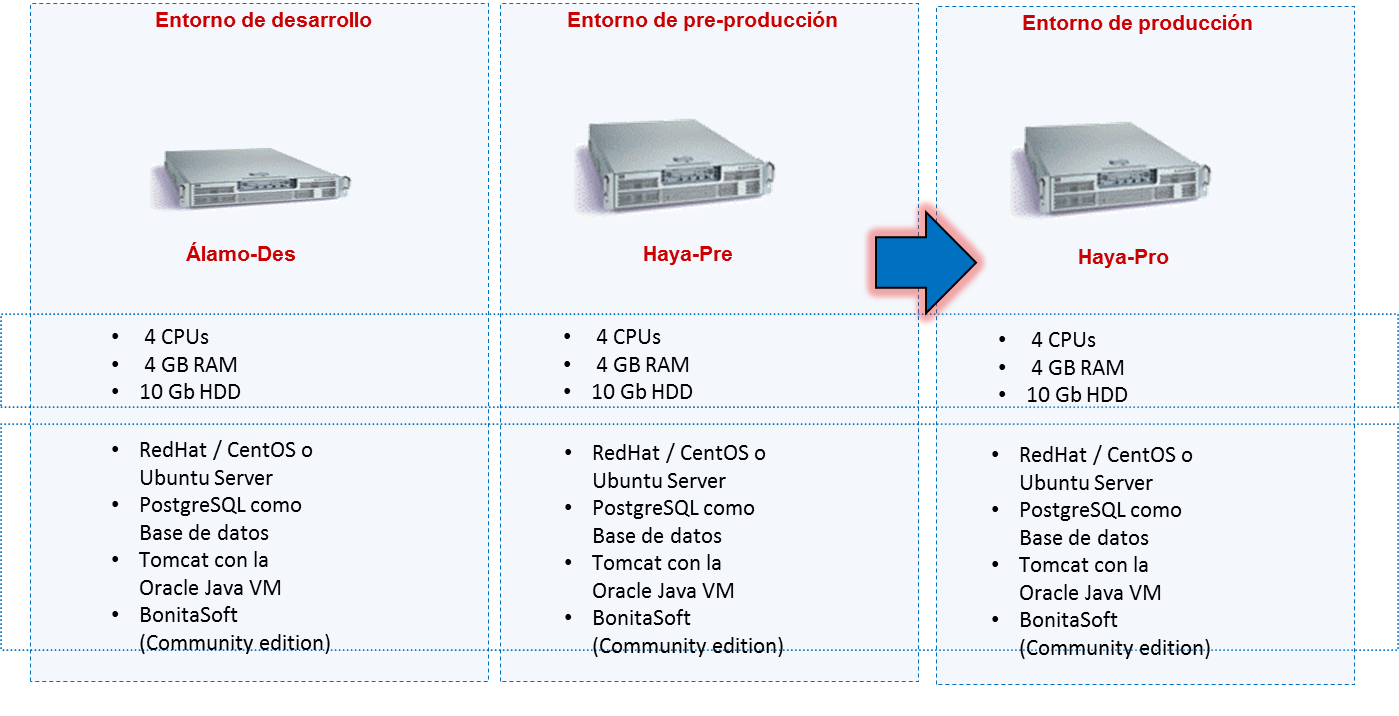 Entorno de desarrollo
Álamo-Des
• 4 CPUs
• 4 GB RAM
• 10 Gb HDD
• RedHat / CentOS o
Ubuntu Server
• PostgreSQL como
Base de datos
• Tomcat con la
Oracle Java VM
• BonitaSoft
(Community edition)
Entorno de pre-producción
Haya-Pre
• 4 CPUs
• 4 GB RAM
• 10 Gb HDD
• RedHat / CentOS o
Ubuntu Server
• PostgreSQL como
Base de datos
• Tomcat con la
Oracle Java VM
• BonitaSoft
(Community edition)
Entorno de producción
Haya-Pro
• 4 CPUs
• 4 GB RAM
• 10 Gb HDD
• RedHat / CentOS o
Ubuntu Server
• PostgreSQL como
Base de datos
• Tomcat con la
Oracle Java VM
• BonitaSoft
(Community edition)